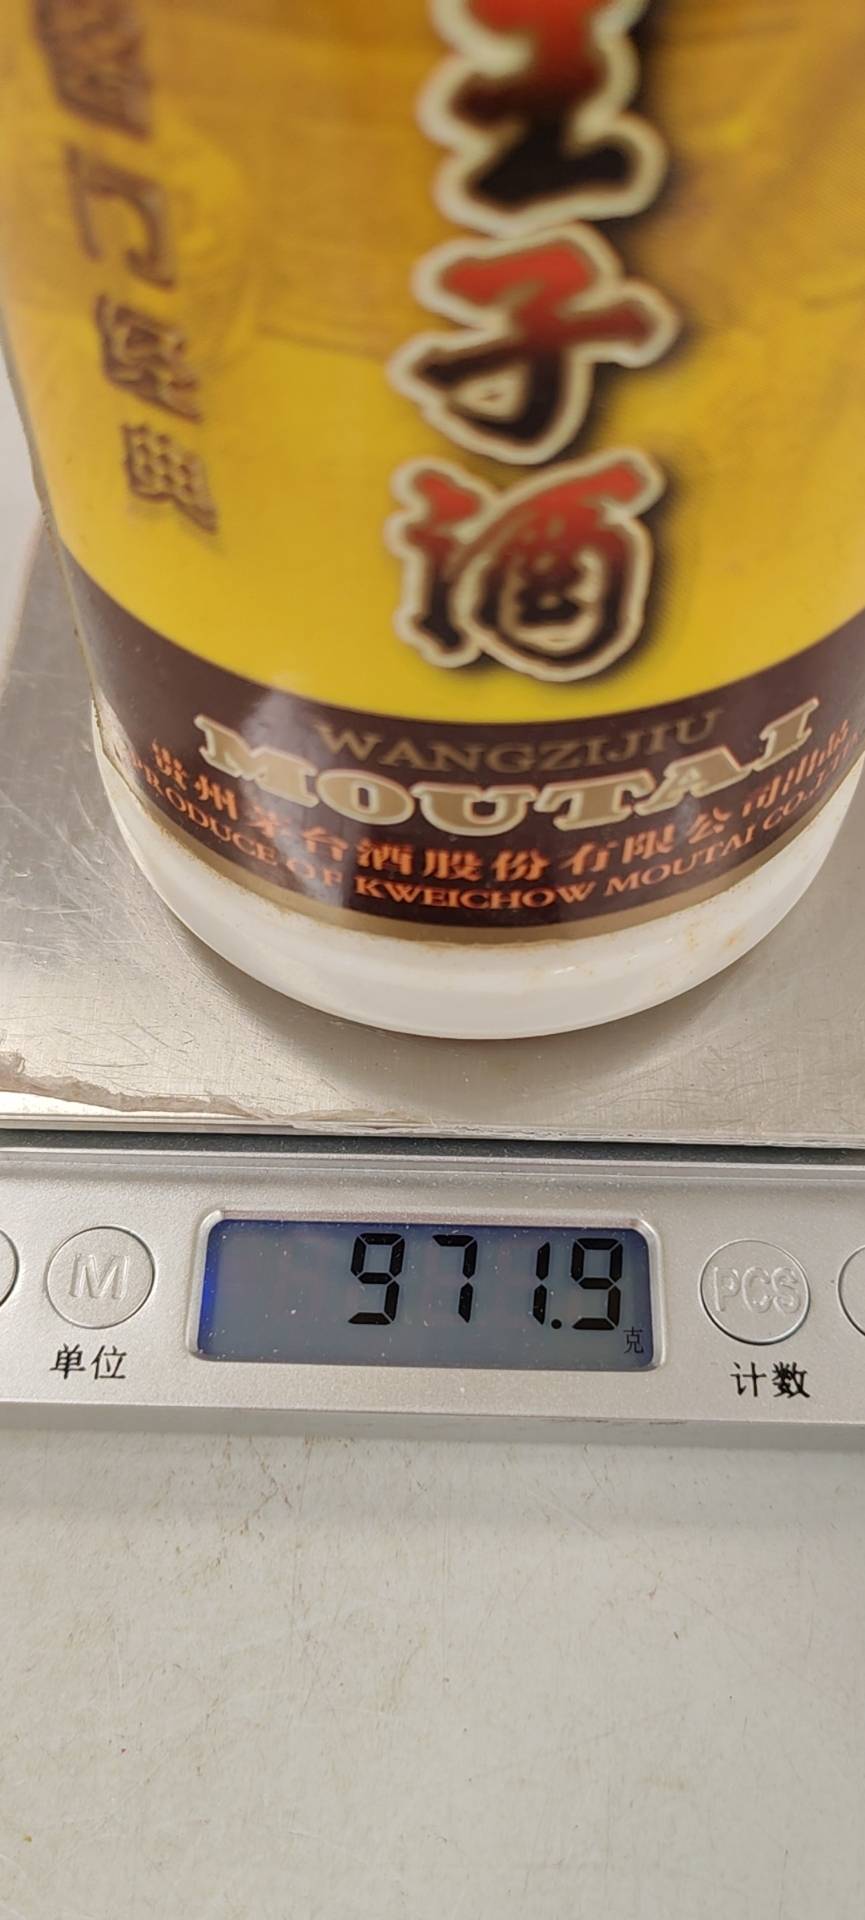 王子酒
酱门经典
WANGZIJIU
MOUTAI
贵州茅台酒股份有限公司出品
PRODUCE OF KWEICHOW MOUTAI CO.,LTD
971.9
克
M
单位
PCS
计数